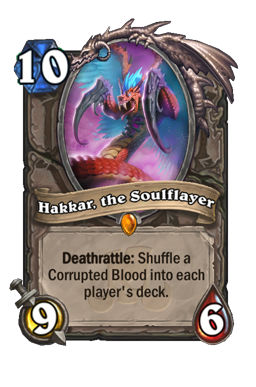 10
Hakkar, the Soulflayer
Deathrattle: Shuffle a
Corrupted Blood into each
player's deck.
9
6